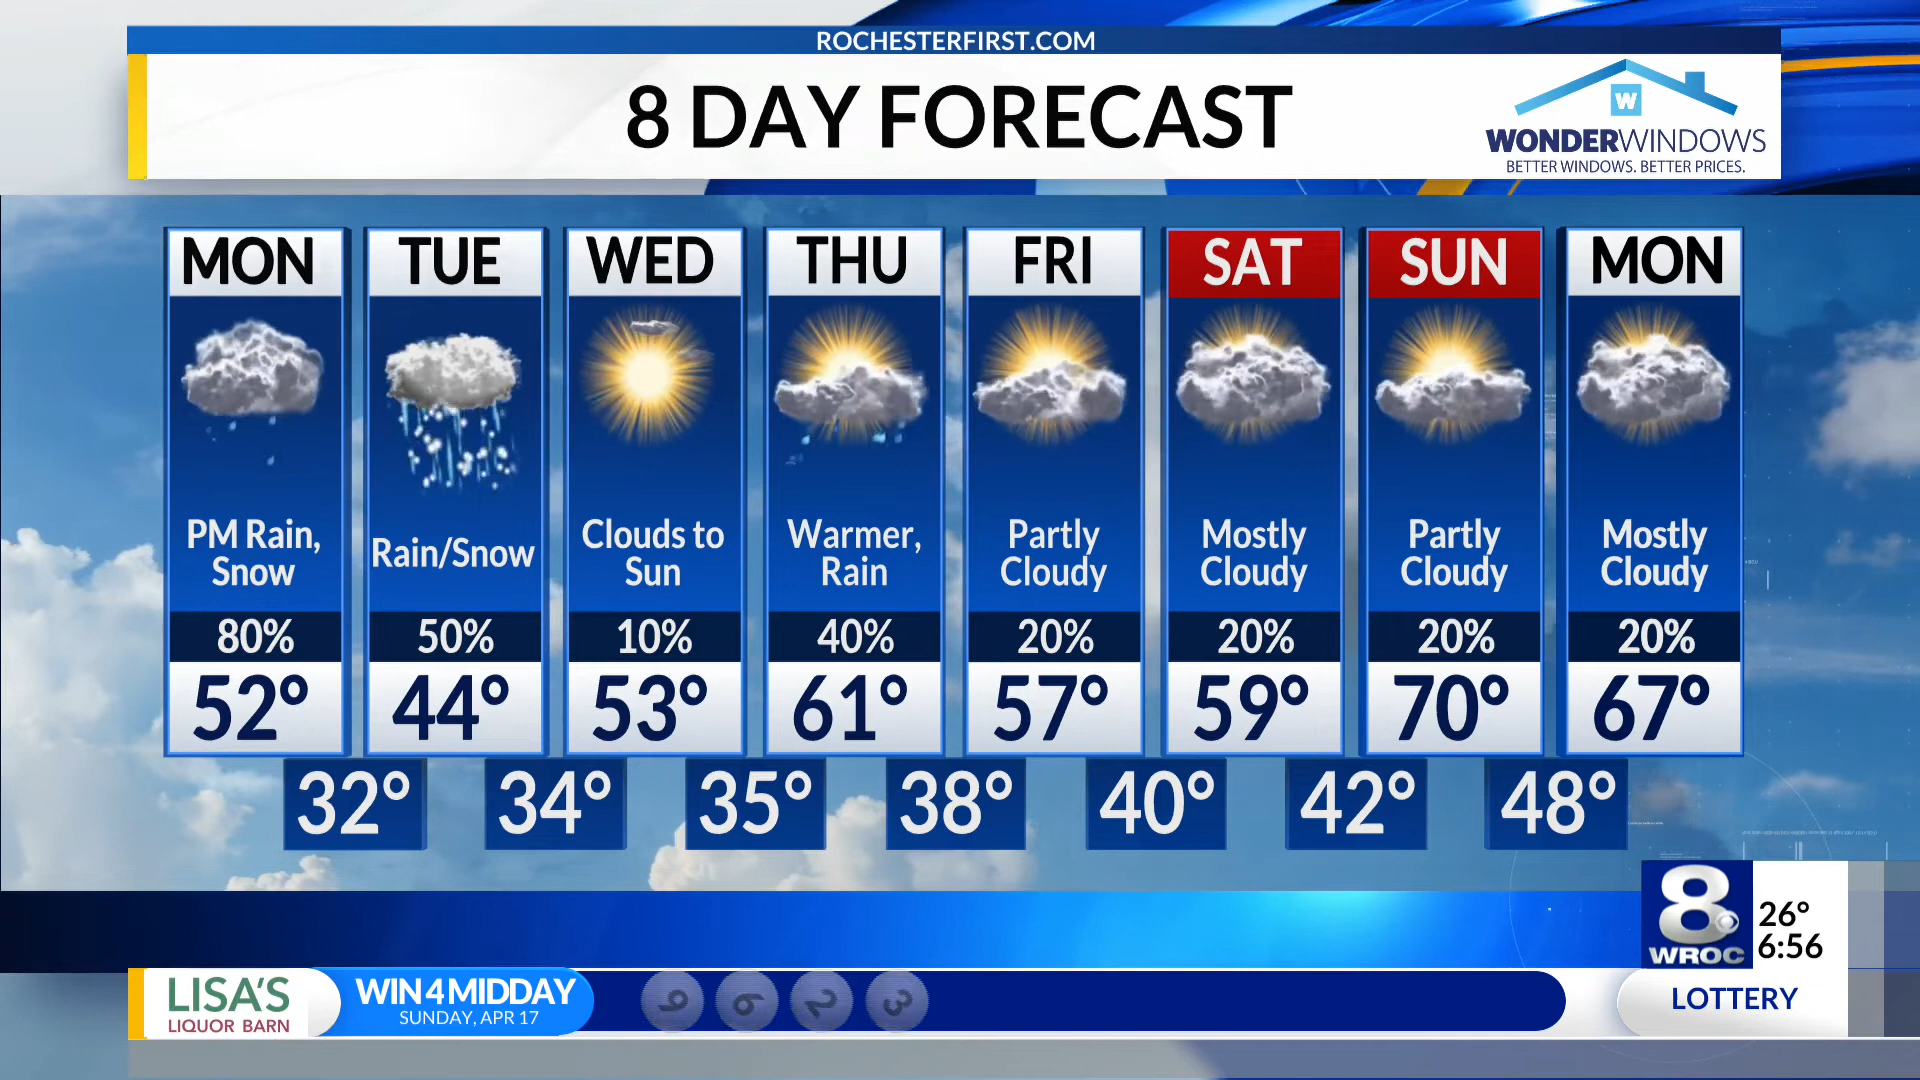 ROCHESTERFIRST.COM
8 DAY FORECAST
W
WONDERWINDOWS
BETTER WINDOWS. BETTER PRICES.
MON TUE WED THU FRI SAT SUN MON
PM Rain, Snow
Rain/Snow
Clouds to Sun
Warmer, Rain
Partly Cloudy
Mostly Cloudy
Partly Cloudy
Mostly Cloudy
80% 50% 10% 40% 20% 20% 20% 20%
52° 44° 53° 61° 57° 59° 70° 67°
32° 34° 35° 38° 40° 42° 48°
8
WROC
26°
6:56
LISA'S
LIQUOR BARN
WIN 4 MIDDAY
SUNDAY, APR 17
9 6 2 3
LOTTERY